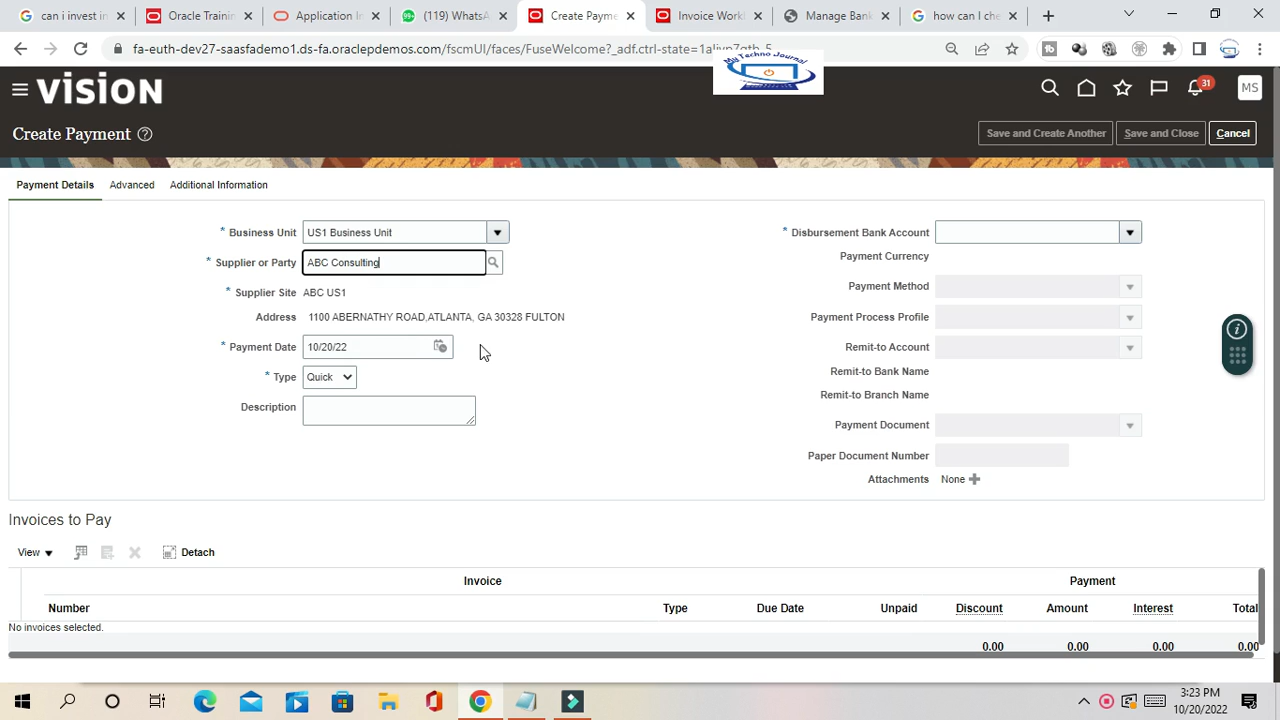 can i invest i
Oracle Train
Application In
(119) WhatsA
Create Payme
Invoice Work
Manage Bank
how can I che
fa-euth-dev27-saasfademo1.ds-fa.oraclepdemos.com/fscmUI/faces/FuseWelcome?_adf.ctrl-state=
My Techno Journal
VISION
31
MS
Create Payment
Save and Create Another
Save and Close
Cancel
Payment Details
Advanced
Additional Information
* Business Unit US1 Business Unit
* Disbursement Bank Account
* Supplier or Party ABC Consulting
Payment Currency
* Supplier Site ABC US1
Payment Method
Address 1100 ABERNATHY ROAD,ATLANTA, GA 30328 FULTON
Payment Process Profile
* Payment Date 10/20/22
Remit-to Account
Remit-to Bank Name
* Type Quick
Remit-to Branch Name
Description
Payment Document
Paper Document Number
Attachments None
Invoices to Pay
View
Detach
Invoice
Payment
Number Type Due Date Unpaid Discount Amount Interest Total
No invoices selected.
0.00 0.00 0.00 0.00
3:23 PM
10/20/2022